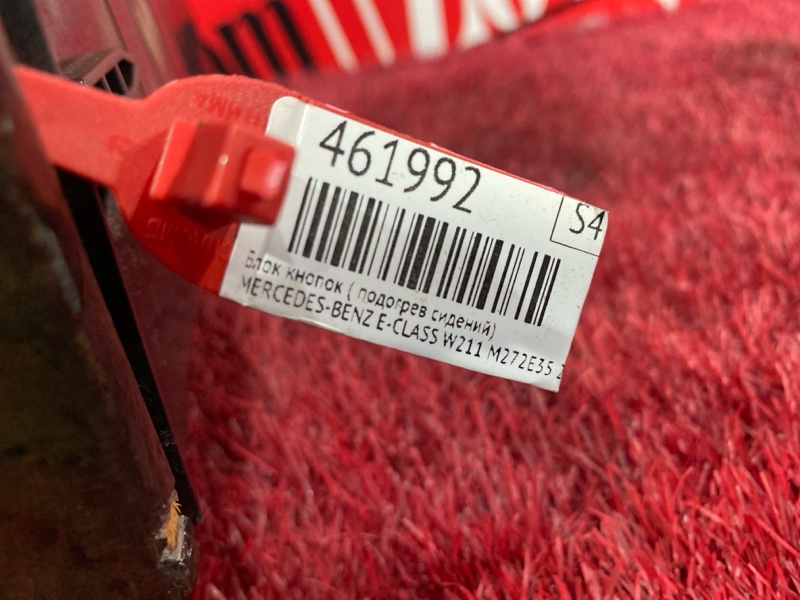 461992
S4
Блок кнопок ( подогрев сидений)
MERCEDES-BENZ E-CLASS W211 M272E35